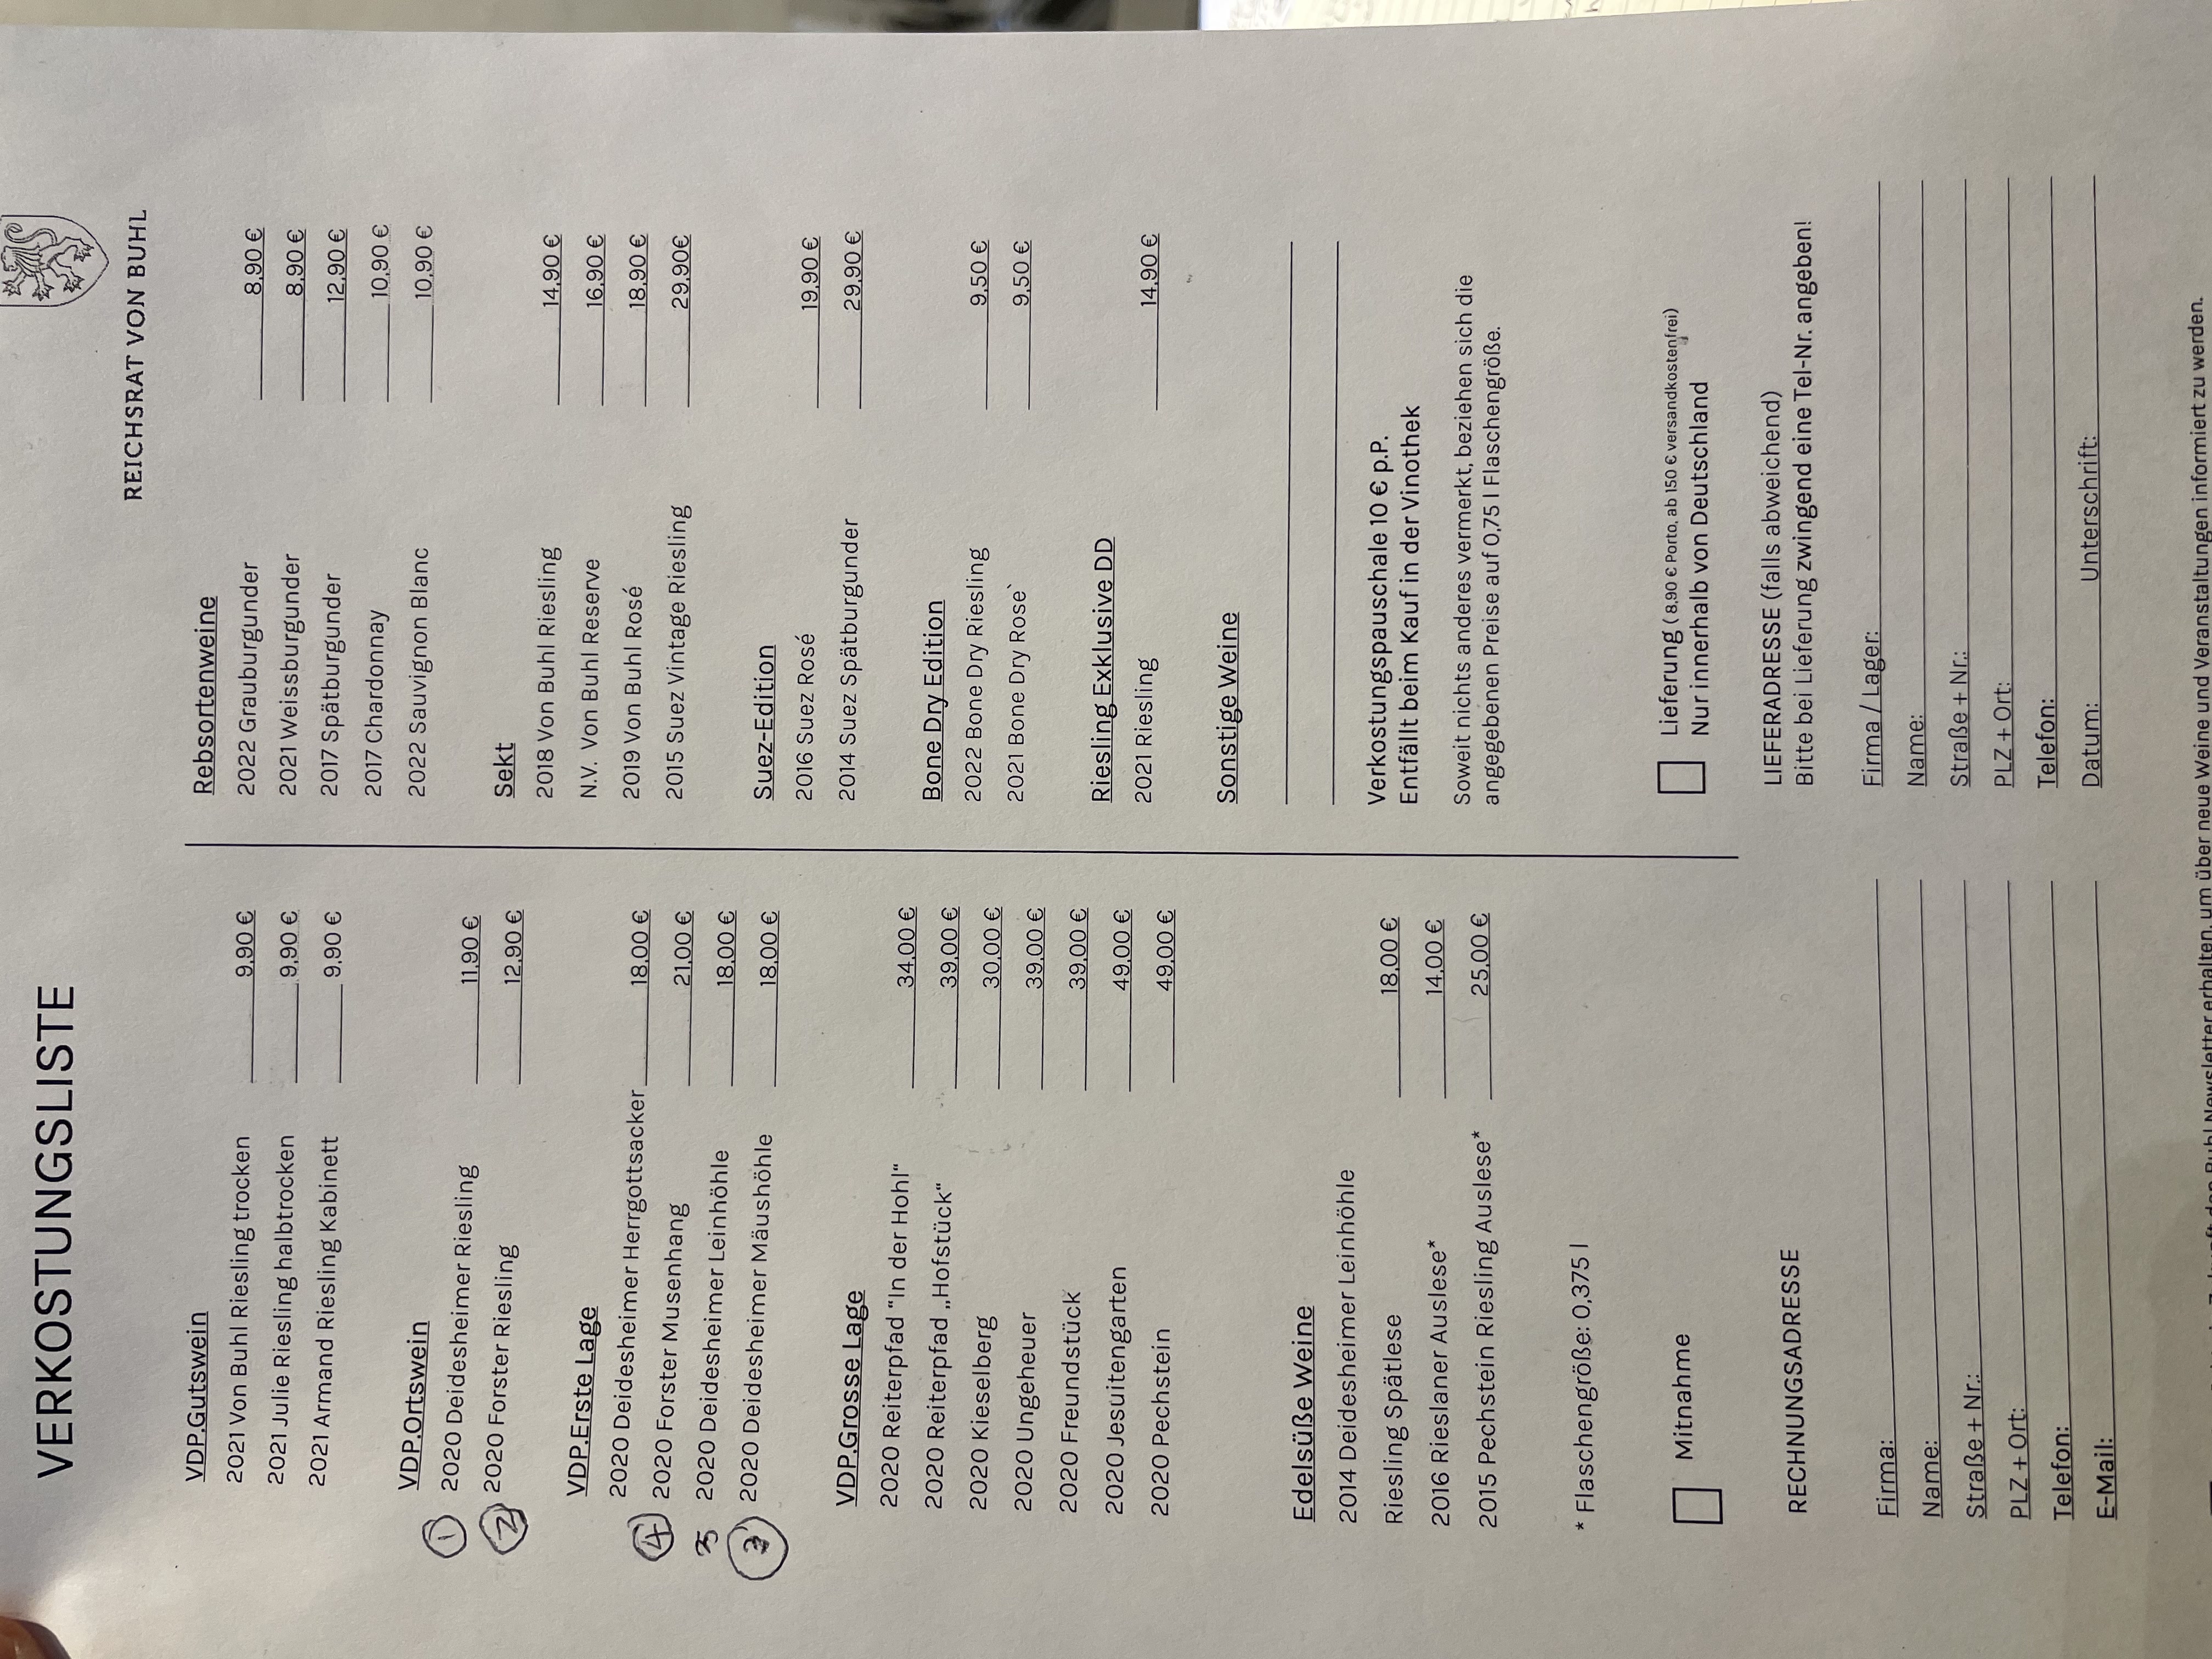 VERKOSTUNGSLISTE
REICHSRAT VON BUHL
VDP.Gutswein
2021 Von Buhl Riesling trocken 9,90 €
2021 Julie Riesling halbtrocken 9,90 €
2021 Armand Riesling Kabinett 9,90 €
VDP.Ortswein
1 2020 Deidesheimer Riesling 11,90 €
2 2020 Forster Riesling 12,90 €
VDP.Erste Lage
2020 Deidesheimer Herrgottsacker 18,00 €
4 2020 Forster Musenhang 21,00 €
2020 Deidesheimer Leinhöhle 18,00 €
3 2020 Deidesheimer Mäushöhle 18,00 €
VDP.Grosse Lage
2020 Reiterpfad “In der Hohl“ 34,00 €
2020 Reiterpfad „Hofstück“ 39,00 €
2020 Kieselberg 30,00 €
2020 Ungeheuer 39,00 €
2020 Freundstück 39,00 €
2020 Jesuitengarten 49,00 €
2020 Pechstein 49,00 €
Edelsüße Weine
2014 Deidesheimer Leinhöhle
Riesling Spätlese 18,00 €
2016 Rieslaner Auslese* 14,00 €
2015 Pechstein Riesling Auslese* 25,00 €
* Flaschengröße: 0,375 l
Mitnahme
Rebsortenweine
2022 Grauburgunder 8,90 €
2021 Weissburgunder 8,90 €
2017 Spätburgunder 12,90 €
2017 Chardonnay 10,90 €
2022 Sauvignon Blanc 10,90 €
Sekt
2018 Von Buhl Riesling 14,90 €
N.V. Von Buhl Reserve 16,90 €
2019 Von Buhl Rosé 18,90 €
2015 Suez Vintage Riesling 29,90€
Suez-Edition
2016 Suez Rosé 19,90 €
2014 Suez Spätburgunder 29,90 €
Bone Dry Edition
2022 Bone Dry Riesling 9,50 €
2021 Bone Dry Rose` 9,50 €
Riesling Exklusive DD
2021 Riesling 14,90 €
Sonstige Weine
Verkostungspauschale 10 € p.P.
Entfällt beim Kauf in der Vinothek
Soweit nichts anderes vermerkt, beziehen sich die
angegebenen Preise auf 0,75 l Flaschengröße.
Lieferung ( 8,90 € Porto, ab 150 € versandkostenfrei)
Nur innerhalb von Deutschland
RECHNUNGSADRESSE
Firma:
Name:
Straße + Nr.:
PLZ + Ort:
Telefon:
E-Mail:
LIEFERADRESSE (falls abweichend)
Bitte bei Lieferung zwingend eine Tel-Nr. angeben!
Firma / Lager:
Name:
Straße + Nr.:
PLZ + Ort:
Telefon:
Datum: Unterschrift:
den Buhl Newsletter erhalten, um über neue Weine und Veranstaltungen informiert zu werden.